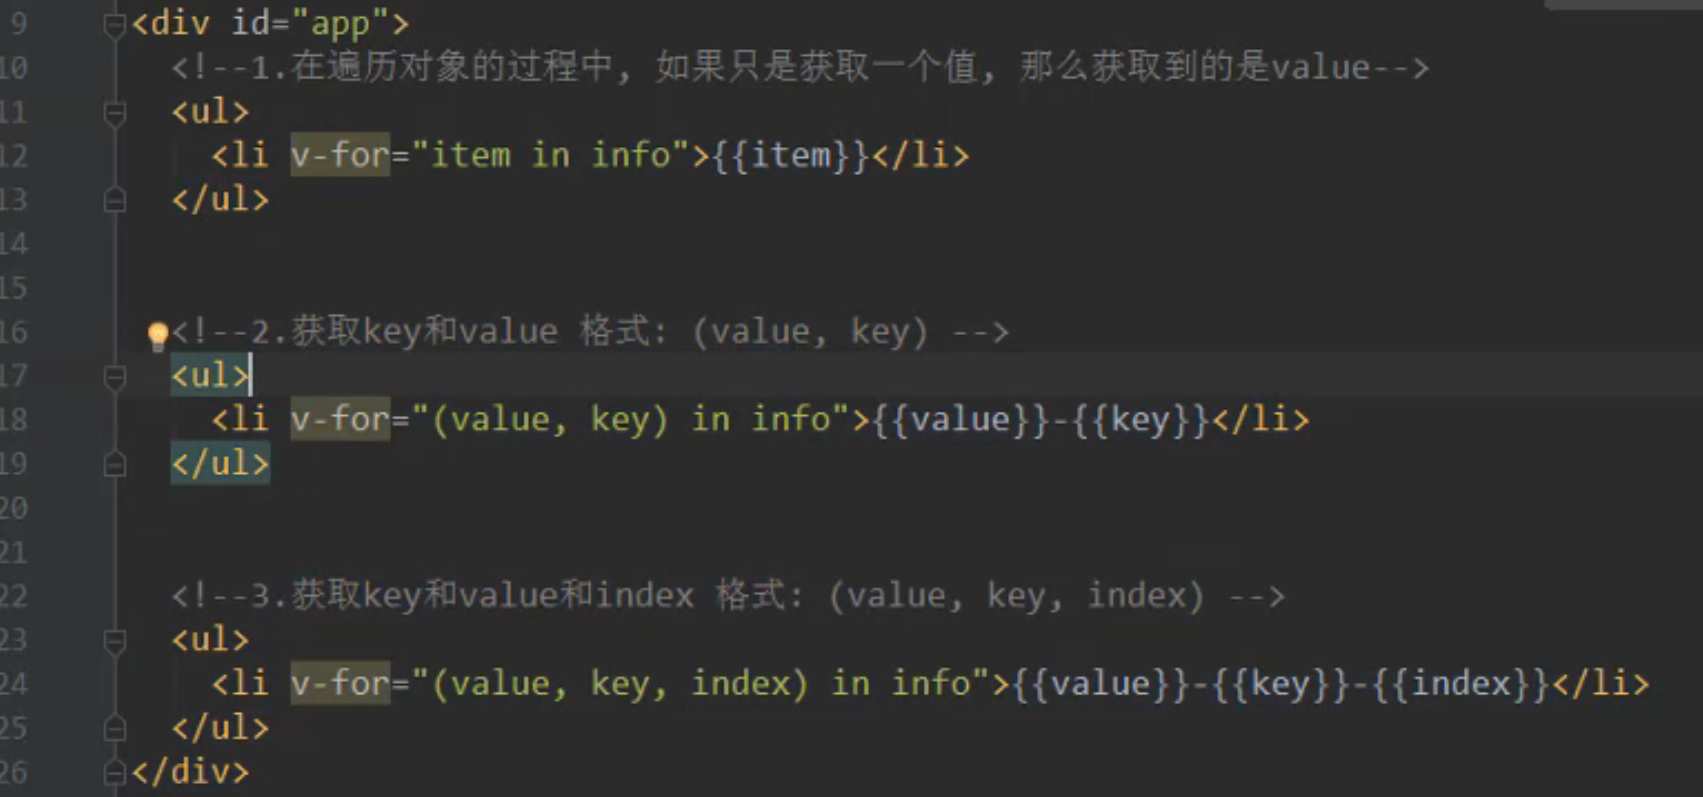 9 <div id="app">
10 <!--1.在遍历对象的过程中, 如果只是获取一个值, 那么获取到的是value-->
11 <ul>
12 <li v-for="item in info">{{item}}</li>
13 </ul>
14
15
16 <!--2.获取key和value 格式: (value, key) -->
17 <ul>
18 <li v-for="(value, key) in info">{{value}}-{{key}}</li>
19 </ul>
20
21
22 <!--3.获取key和value和index 格式: (value, key, index) -->
23 <ul>
24 <li v-for="(value, key, index) in info">{{value}}-{{key}}-{{index}}</li>
25 </ul>
26 </div>